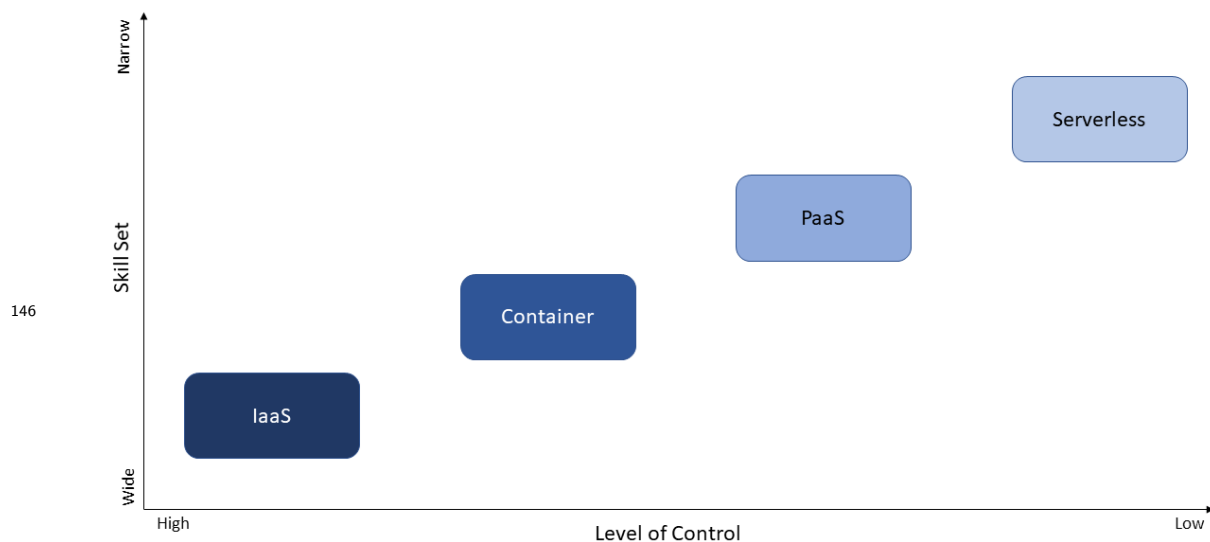 Narrow
Serverless
PaaS
Skill Set
146
Container
IaaS
Wide
High
Level of Control
Low